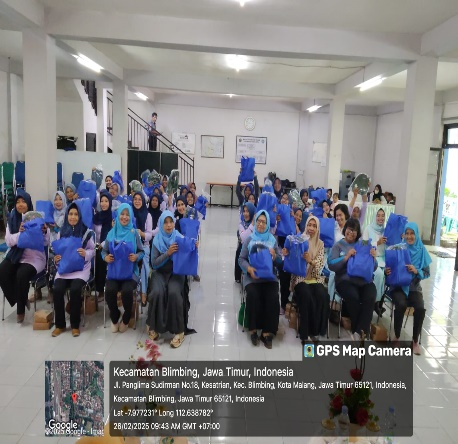 GPS Map Camera
Kecamatan Blimbing, Jawa Timur, Indonesia
Jl. Panglima Sudirman No.18, Kesatrian, Kec. Blimbing, Kota Malang, Jawa Timur 65121, Indonesia,
Kecamatan Blimbing, Jawa Timur 65121, Indonesia
Lat -7.977231° Long 112.638782°
28/02/2025 09:43 AM GMT +07:00
Google